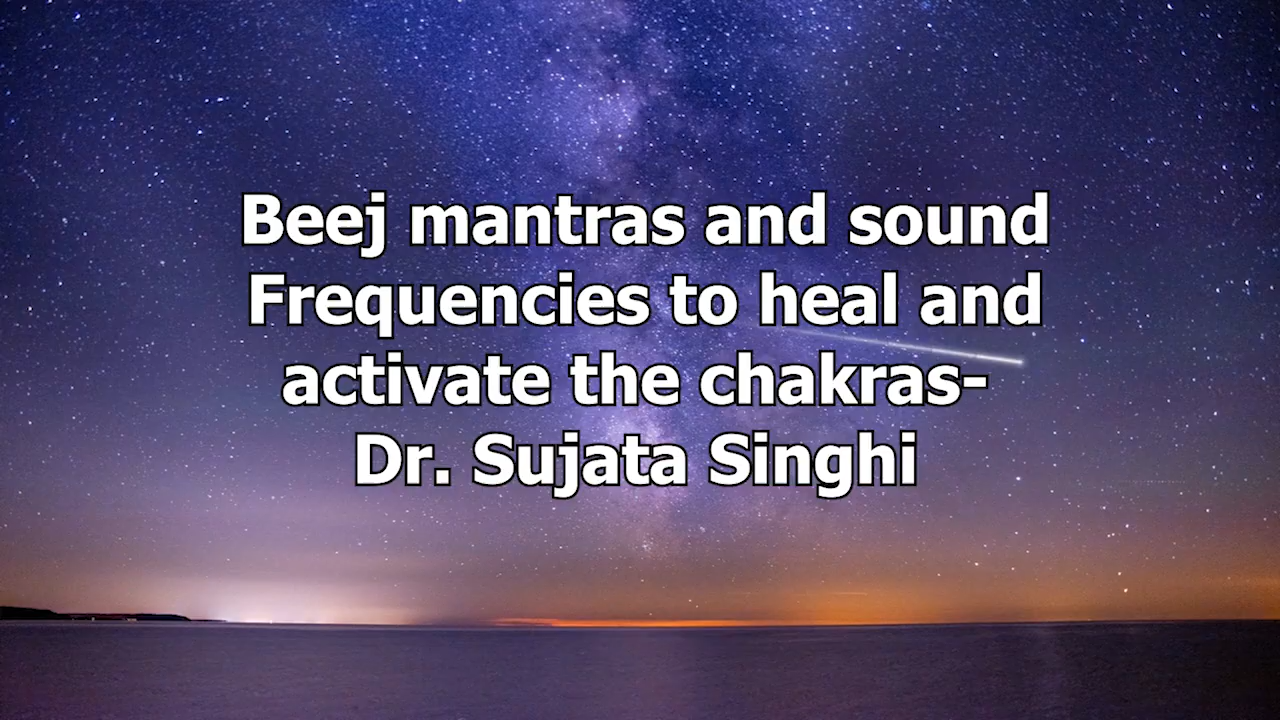 Beej mantras and sound
Frequencies to heal and
activate the chakras-
Dr. Sujata Singhi